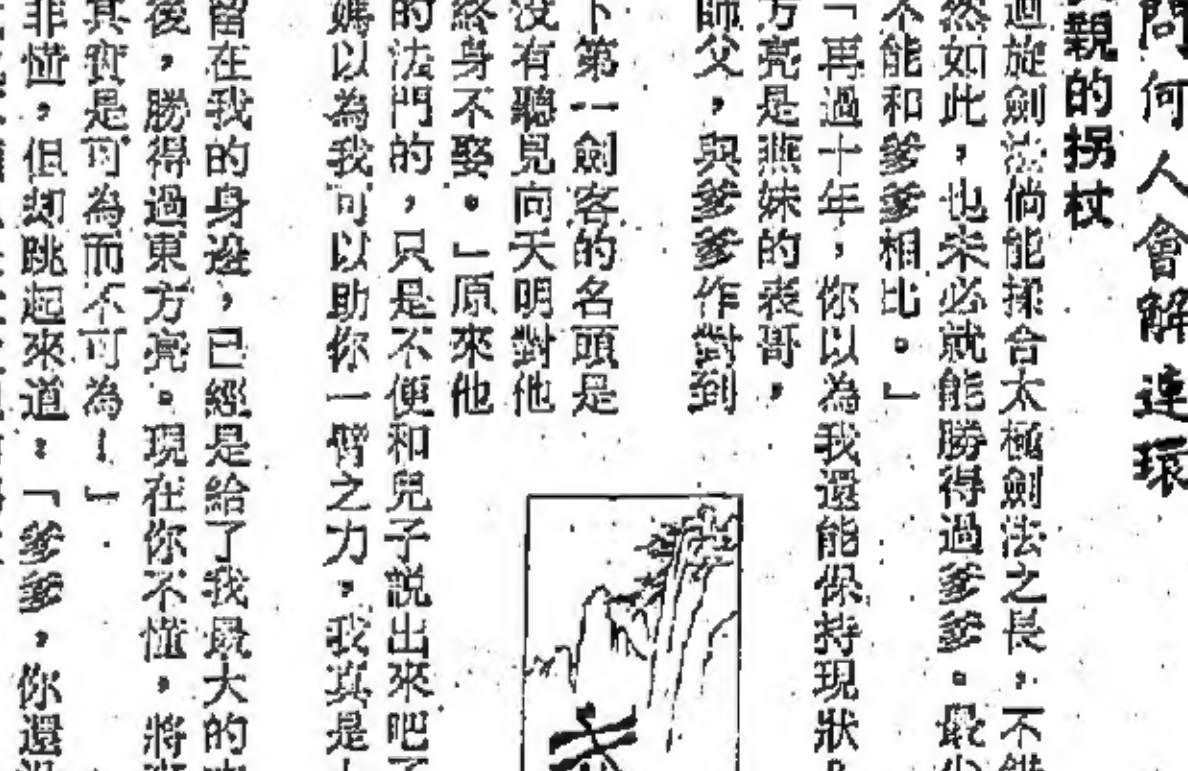 問何人會解連環
親的拐杖
過旋劍法倘能揉合太極劍法之長,不錯
然如此,也未必就能勝得過爹爹。最少
不能和爹爹相比。」
「再過十年,你以為我還能保持現狀?
方亮是燕妹的表哥,
師父,與爹爹作對到
下第一劍客的名頭是
没有聽見向天明對他
終身不娶。」原來他
的法門的,只是不便和兒子說出來吧了
媽以為我可以助你一臂之力,我真是
留在我的身邊,已經是給了我最大的
後,勝得過東方亮。現在你不懂,將來
其實是可為而不可為!」
非懂,但却跳起來道:「爹爹,你還沒